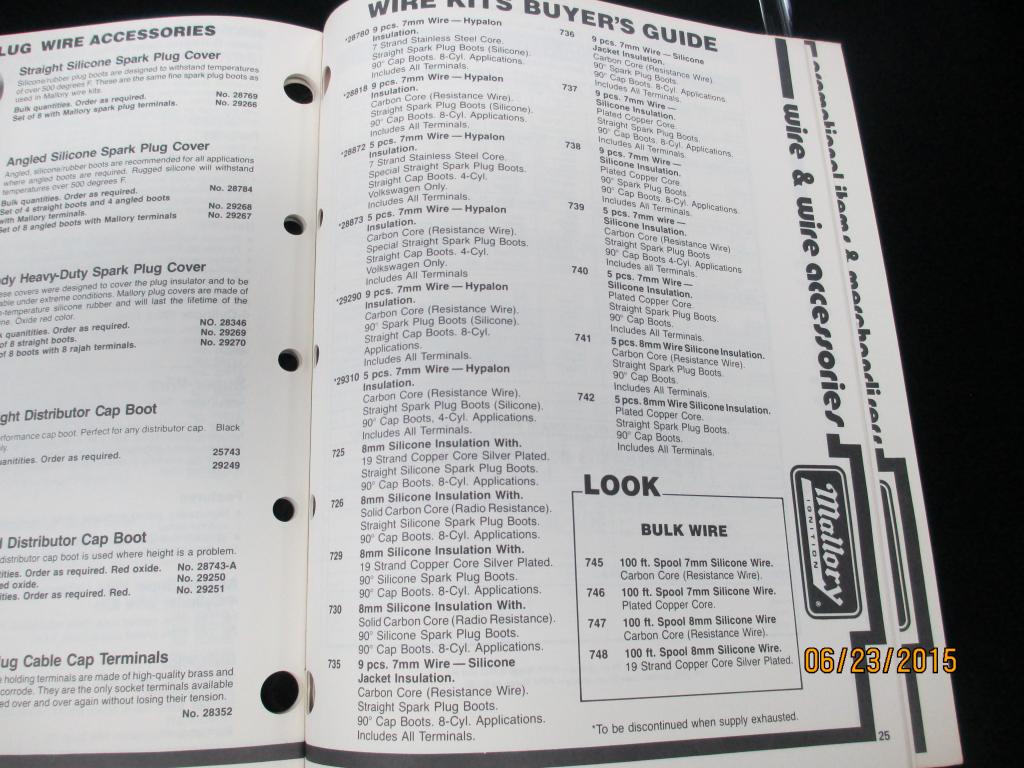 LUG WIRE ACCESSORIES
Straight Silicone Spark Plug Cover
Silicone/rubber plug boots are designed to withstand temperatures
of over 500 degrees F. These are the same fine spark plug boots as
used in Mallory wire kits.
Bulk quantities. Order as required. No. 28769
Set of 8 with Mallory spark plug terminals. No. 29266
Angled Silicone Spark Plug Cover
Angled, silicone/rubber boots are recommended for all applications
where angled boots are required. Rugged silicone will withstand
temperatures over 500 degrees F.
Bulk quantities. Order as required. No. 28784
Set of 4 straight boots and 4 angled boots
with Mallory terminals. No. 29268
Set of 8 angled boots with Mallory terminals No. 29267
dy Heavy-Duty Spark Plug Cover
ese covers were designed to cover the plug insulator and to be
able under extreme conditions. Mallory plug covers are made of
-temperature silicone rubber and will last the lifetime of the
ne. Oxide red color.
k quantities. Order as required. NO. 28346
of 8 straight boots. No. 29269
of 8 boots with 8 rajah terminals. No. 29270
ght Distributor Cap Boot
erformance cap boot. Perfect for any distributor cap. Black
ly.
uantities. Order as required. 25743
29249
l Distributor Cap Boot
distributor cap boot is used where height is a problem.
ities. Order as required. Red oxide. No. 28743-A
ed oxide. No. 29250
ities. Order as required. Red. No. 29251
lug Cable Cap Terminals
e holding terminals are made of high-quality brass and
corrode. They are the only socket terminals available
ed over and over again without losing their tension.
No. 28352
WIRE KITS BUYER'S GUIDE
*28780 9 pcs. 7mm Wire — Hypalon
Insulation.
7 Strand Stainless Steel Core.
Straight Spark Plug Boots (Silicone).
90° Cap Boots. 8-Cyl. Applications.
Includes All Terminals.
*28818 9 pcs. 7mm Wire — Hypalon
Insulation.
Carbon Core (Resistance Wire).
Straight Spark Plug Boots (Silicone).
90° Cap Boots. 8-Cyl. Applications.
Includes All Terminals.
*28872 5 pcs. 7mm Wire — Hypalon
Insulation.
7 Strand Stainless Steel Core.
Special Straight Spark Plug Boots.
Straight Cap Boots. 4-Cyl.
Volkswagen Only.
Includes All Terminals.
*28873 5 pcs. 7mm Wire — Hypalon
Insulation.
Carbon Core (Resistance Wire).
Special Straight Spark Plug Boots.
Straight Cap Boots. 4-Cyl.
Volkswagen Only.
Includes All Terminals
*29290 9 pcs. 7mm Wire — Hypalon
Insulation.
Carbon Core (Resistance Wire).
90° Spark Plug Boots (Silicone).
Straight Cap Boots. 8-Cyl.
Applications.
Includes All Terminals.
*29310 5 pcs. 7mm Wire — Hypalon
Insulation.
Carbon Core (Resistance Wire).
Straight Spark Plug Boots (Silicone).
90° Cap Boots, 4-Cyl. Applications.
Includes All Terminals.
725 8mm Silicone Insulation With.
19 Strand Copper Core Silver Plated.
Straight Silicone Spark Plug Boots.
90° Cap Boots. 8-Cyl. Applications.
726 8mm Silicone Insulation With.
Solid Carbon Core (Radio Resistance).
Straight Silicone Spark Plug Boots.
90° Cap Boots. 8-Cyl. Applications.
729 8mm Silicone Insulation With.
19 Strand Copper Core Silver Plated.
90° Silicone Spark Plug Boots.
90° Cap Boots. 8-Cyl. Applications.
730 8mm Silicone Insulation With.
Solid Carbon Core (Radio Resistance).
90° Silicone Spark Plug Boots.
90° Cap Boots. 8-Cyl. Applications.
735 9 pcs. 7mm Wire — Silicone
Jacket Insulation.
Carbon Core (Resistance Wire).
Straight Spark Plug Boots.
90° Cap Boots. 8-Cyl. Applications.
Includes All Terminals.
736 9 pcs. 7mm Wire — Silicone
Jacket Insulation.
Carbon Core (Resistance Wire)
90° Spark Plug Boots.
90° Cap Boots. 8-Cyl. Applications.
Includes All Terminals.
737 9 pcs. 7mm Wire —
Silicone Insulation.
Plated Copper Core.
Straight Spark Plug Boots.
90° Cap Boots. 8-Cyl. Applications.
Includes All Terminals.
738 9 pcs. 7mm Wire —
Silicone Insulation.
Plated Copper Core.
90° Spark Plug Boots.
90° Cap Boots. 8-Cyl. Applications.
Includes All Terminals.
739 5 pcs. 7mm wire —
Silicone Insulation.
Carbon Core (Resistance Wire)
Straight Spark Plug Boots
90° Cap Boots 4-Cyl. Applications
Includes all Terminals.
740 5 pcs. 7mm Wire —
Silicone Insulation.
Plated Copper Core.
Straight Spark Plug Boots.
90° Cap Boots.
Includes All Terminals.
741 5 pcs. 8mm Wire Silicone Insulation.
Carbon Core (Resistance Wire).
Straight Spark Plug Boots.
90° Cap Boots.
Includes All Terminals.
742 5 pcs. 8mm Wire Silicone Insulation.
Plated Copper Core.
Straight Spark Plug Boots.
90° Cap Boots.
Includes All Terminals.
LOOK
BULK WIRE
745 100 ft. Spool 7mm Silicone Wire.
Carbon Core (Resistance Wire).
746 100 ft. Spool 7mm Silicone Wire.
Plated Copper Core.
747 100 ft. Spool 8mm Silicone Wire
Carbon Core (Resistance Wire).
748 100 ft. Spool 8mm Silicone Wire.
19 Strand Copper Core Silver Plated.
*To be discontinued when supply exhausted.
25
wire & wire accessories
Mallory
IGNITION
®
06/23/2015